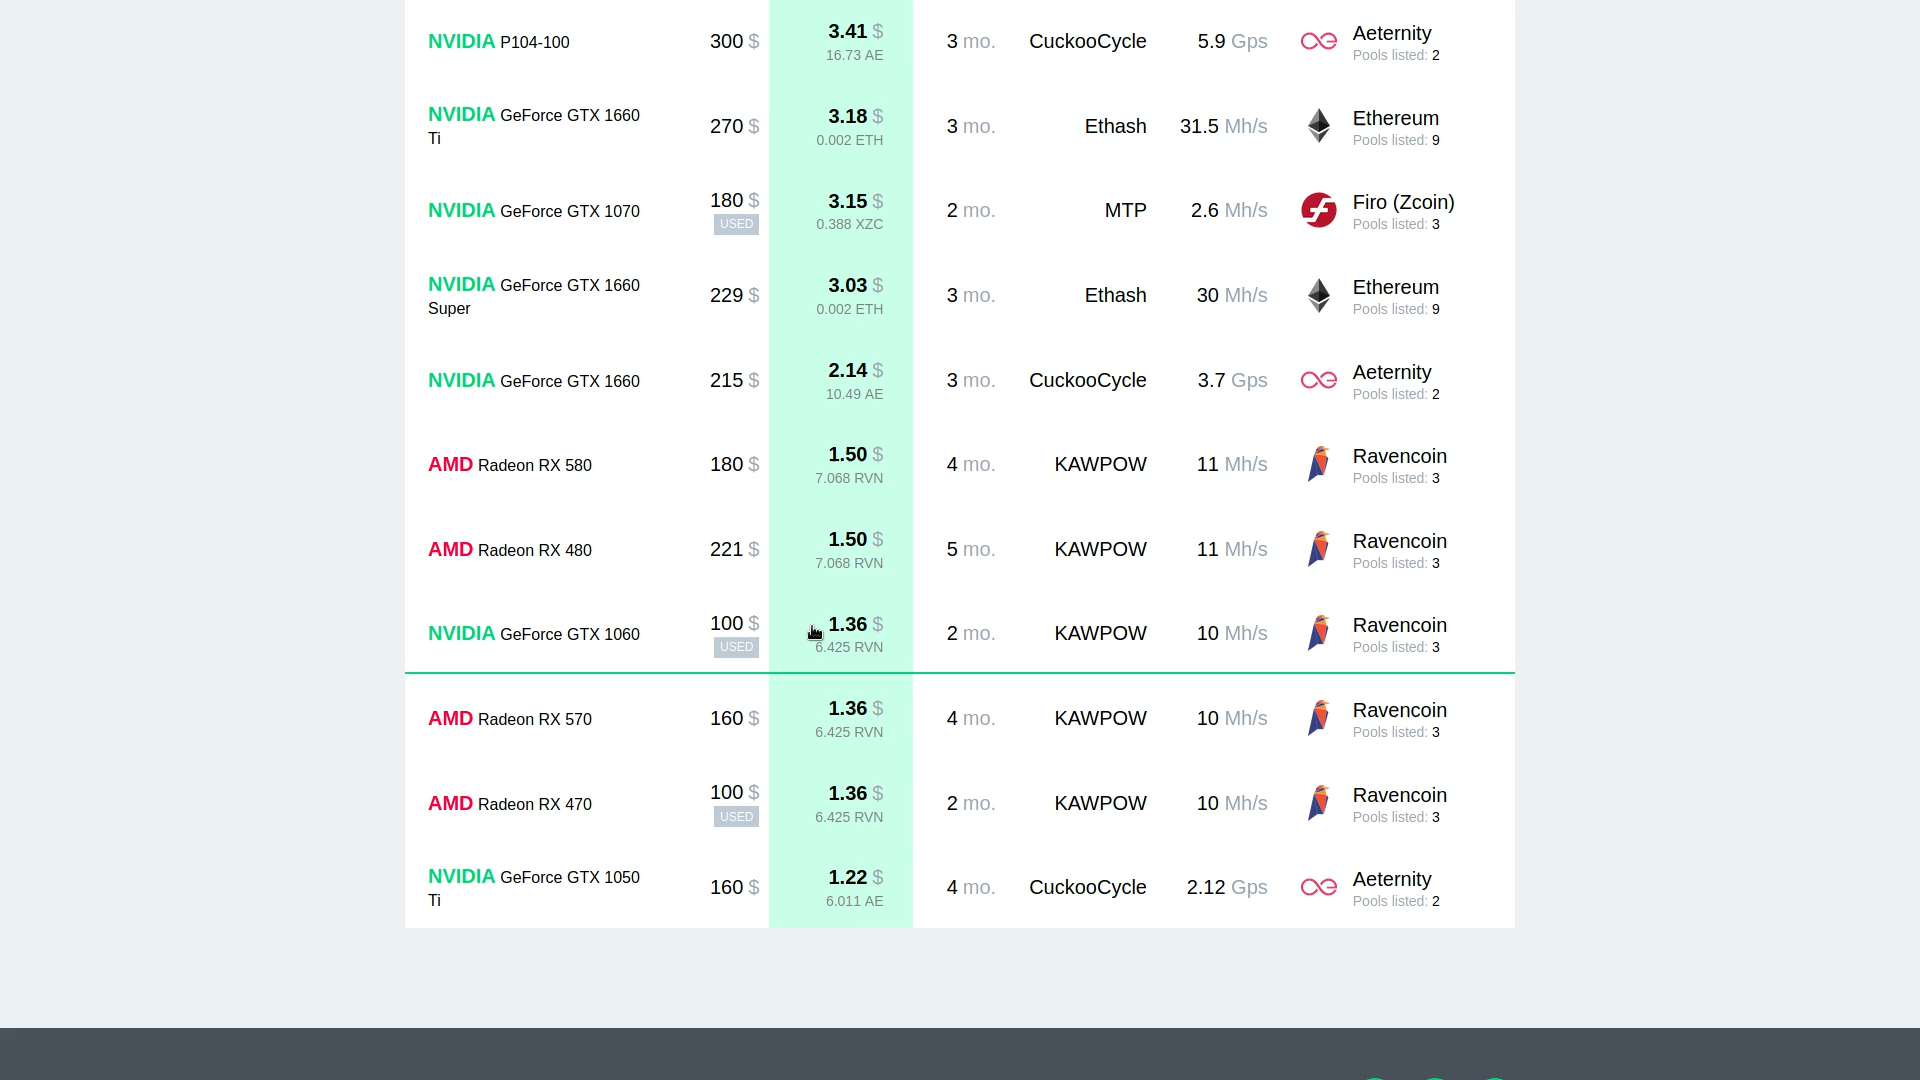 NVIDIA P104-100 300 $ 3.41 $ 3 mo. CuckooCycle 5.9 Gps Aeternity
16.73 AE Pools listed: 2
NVIDIA GeForce GTX 1660 270 $ 3.18 $ 3 mo. Ethash 31.5 Mh/s Ethereum
Ti 0.002 ETH Pools listed: 9
NVIDIA GeForce GTX 1070 180 $ 3.15 $ 2 mo. MTP 2.6 Mh/s Firo (Zcoin)
USED 0.388 XZC Pools listed: 3
NVIDIA GeForce GTX 1660 229 $ 3.03 $ 3 mo. Ethash 30 Mh/s Ethereum
Super 0.002 ETH Pools listed: 9
NVIDIA GeForce GTX 1660 215 $ 2.14 $ 3 mo. CuckooCycle 3.7 Gps Aeternity
10.49 AE Pools listed: 2
AMD Radeon RX 580 180 $ 1.50 $ 4 mo. KAWPOW 11 Mh/s Ravencoin
7.068 RVN Pools listed: 3
AMD Radeon RX 480 221 $ 1.50 $ 5 mo. KAWPOW 11 Mh/s Ravencoin
7.068 RVN Pools listed: 3
NVIDIA GeForce GTX 1060 100 $ 1.36 $ 2 mo. KAWPOW 10 Mh/s Ravencoin
USED 6.425 RVN Pools listed: 3
AMD Radeon RX 570 160 $ 1.36 $ 4 mo. KAWPOW 10 Mh/s Ravencoin
6.425 RVN Pools listed: 3
AMD Radeon RX 470 100 $ 1.36 $ 2 mo. KAWPOW 10 Mh/s Ravencoin
USED 6.425 RVN Pools listed: 3
NVIDIA GeForce GTX 1050 160 $ 1.22 $ 4 mo. CuckooCycle 2.12 Gps Aeternity
Ti 6.011 AE Pools listed: 2